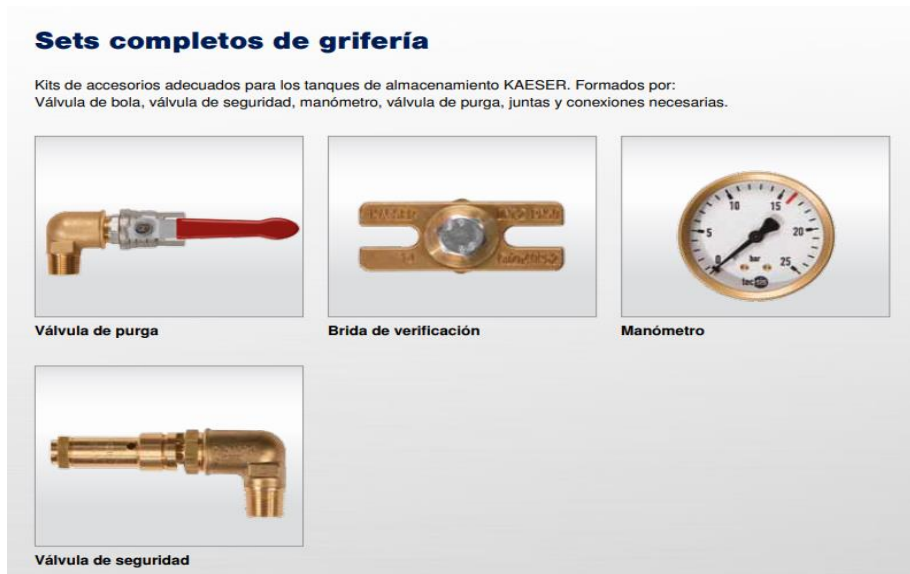 Sets completos de grifería
Kits de accesorios adecuados para los tanques de almacenamiento KAESER. Formados por:
Válvula de bola, válvula de seguridad, manómetro, válvula de purga, juntas y conexiones necesarias.
KAESER
0
5
10
15
20
25
bar
tecsis
Válvula de purga
Brida de verificación
Manómetro
Válvula de seguridad